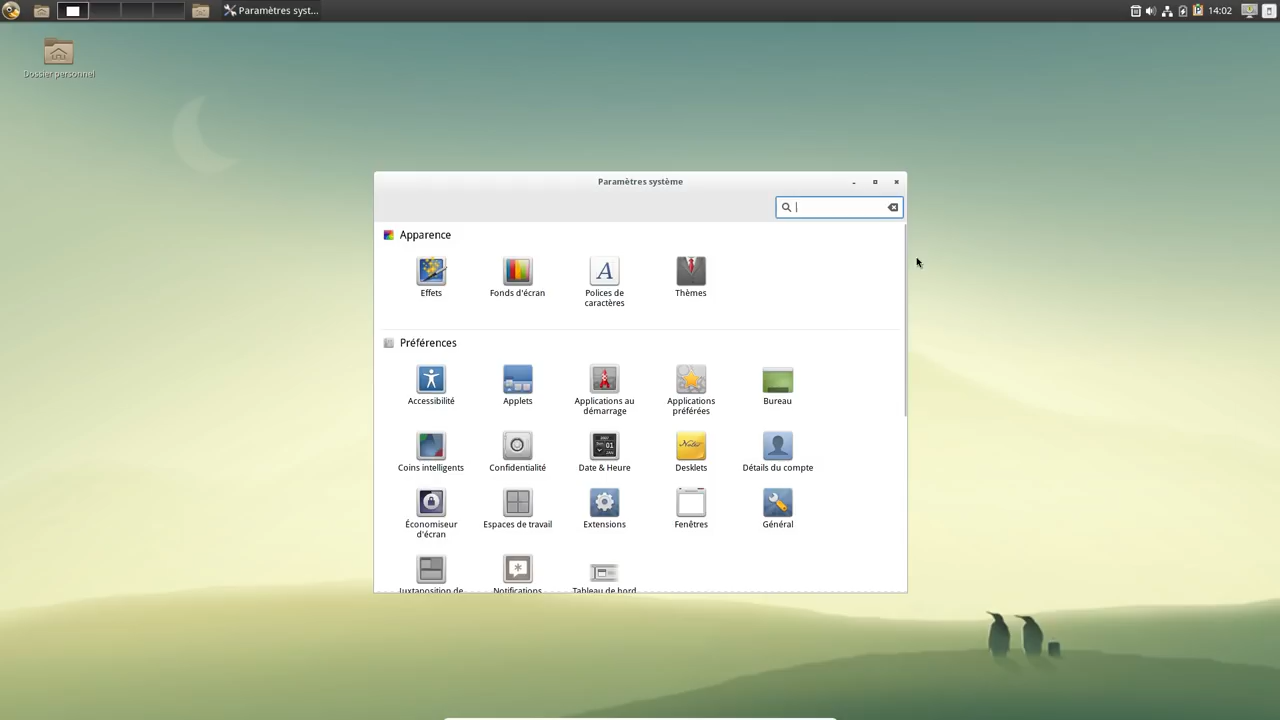 Paramètres syst...
14:02
Dossier personnel
Paramètres système
Apparence
Effets
Fonds d'écran
Polices de
caractères
Thèmes
Préférences
Accessibilité
Applets
Applications au
démarrage
Applications
préférées
Bureau
Coins intelligents
Confidentialité
Date & Heure
Desklets
Détails du compte
Économiseur
d'écran
Espaces de travail
Extensions
Fenêtres
Général
Juxtaposition de
Notifications
Tableau de bord